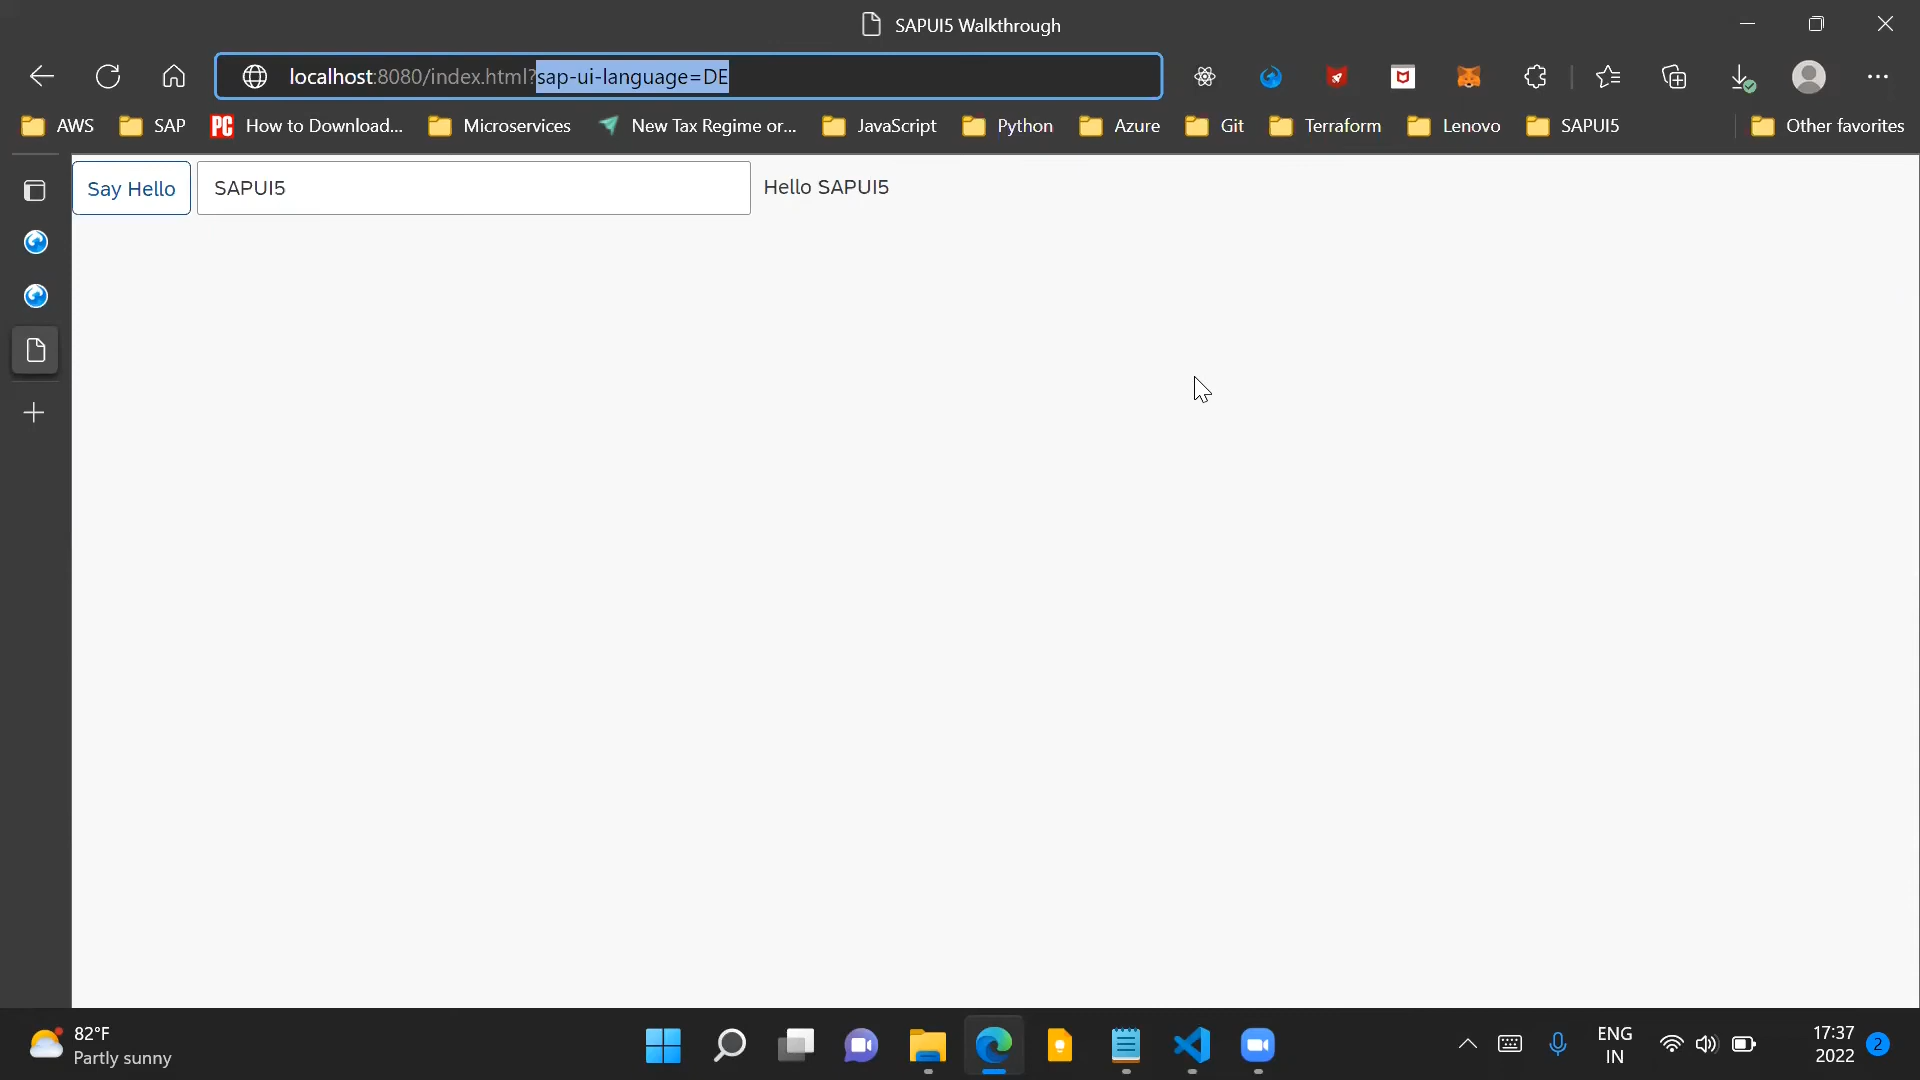 SAPUI5 Walkthrough
localhost:8080/index.html?sap-ui-language=DE
AWS SAP PC How to Download... Microservices New Tax Regime or... JavaScript Python Azure Git Terraform Lenovo SAPUI5 Other favorites
Say Hello SAPUI5 Hello SAPUI5
82°F
Partly sunny
ENG
IN
17:37
2022
2